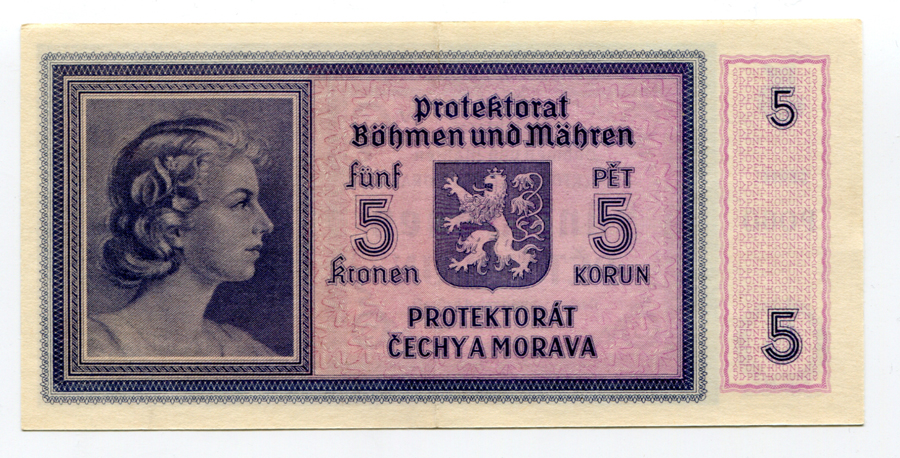 Protektorat
Böhmen und Mähren
fünf
5
Kronen
PĚT
5
KORUN
PROTEKTORÁT
ČECHY A MORAVA
5
5